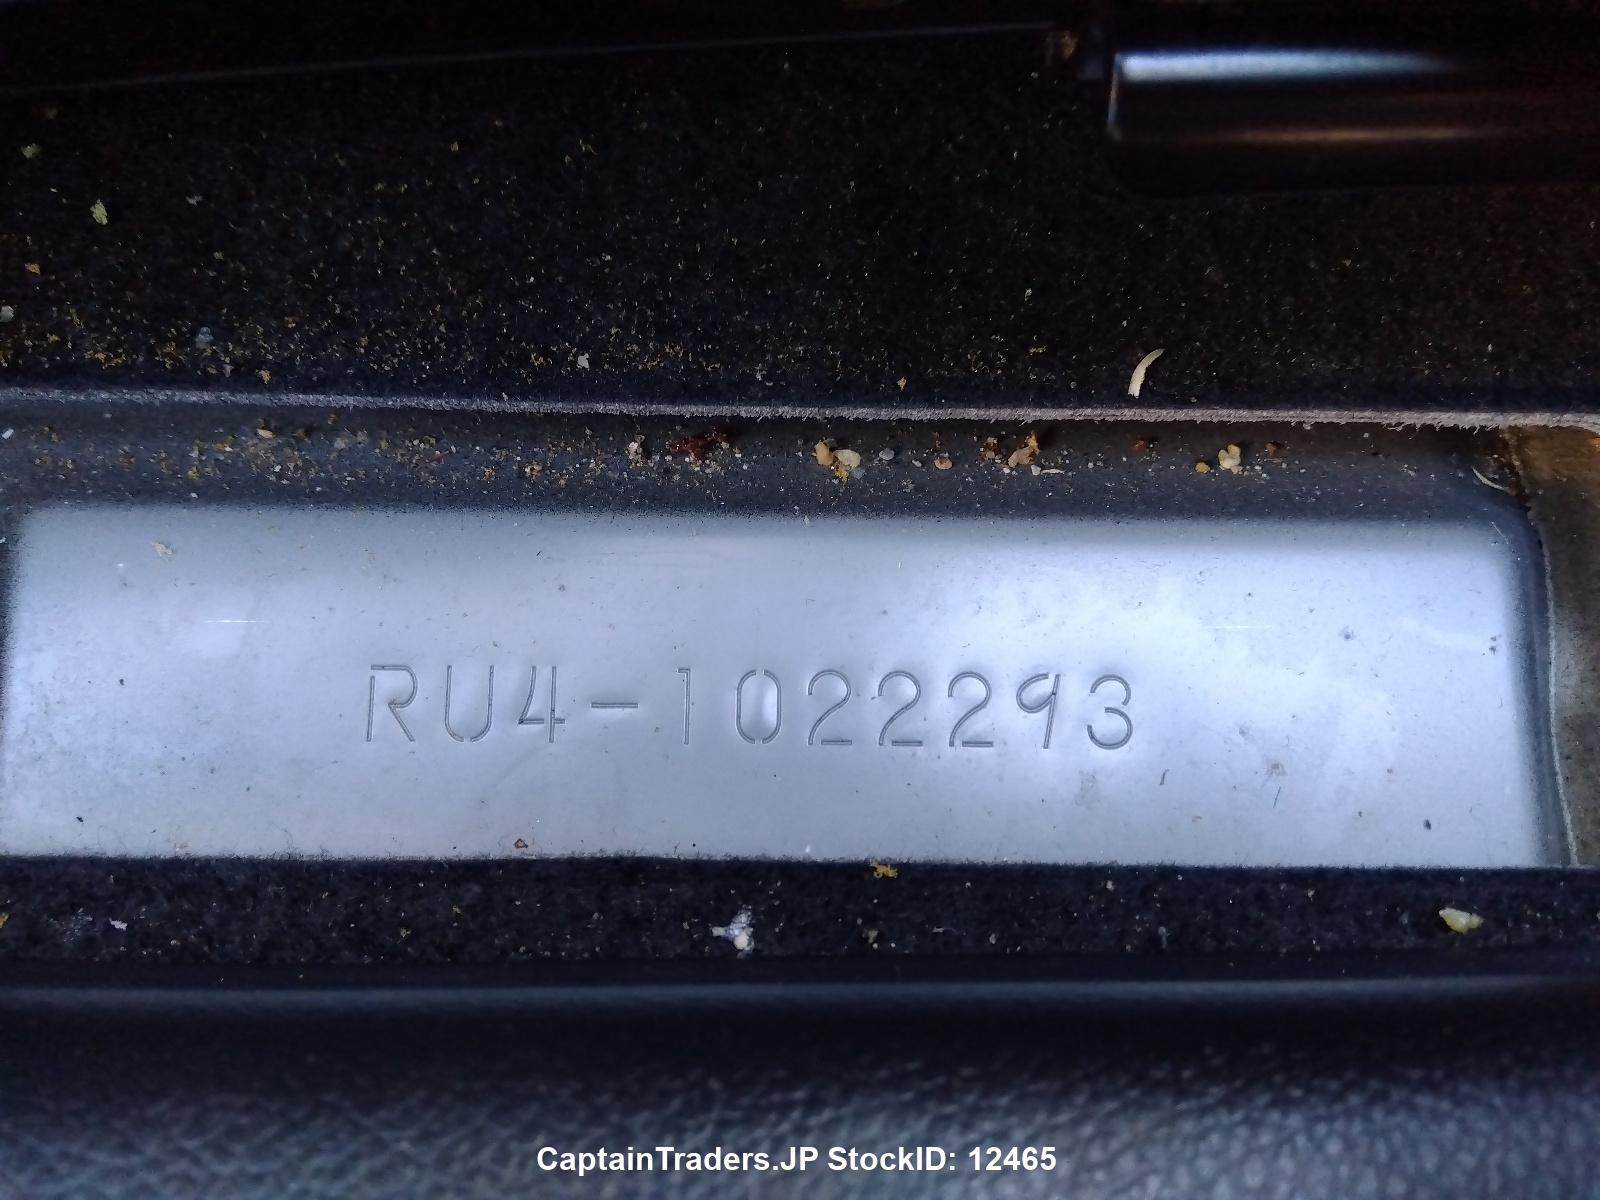 RU4-1022293
CaptainTraders.JP StockID: 12465